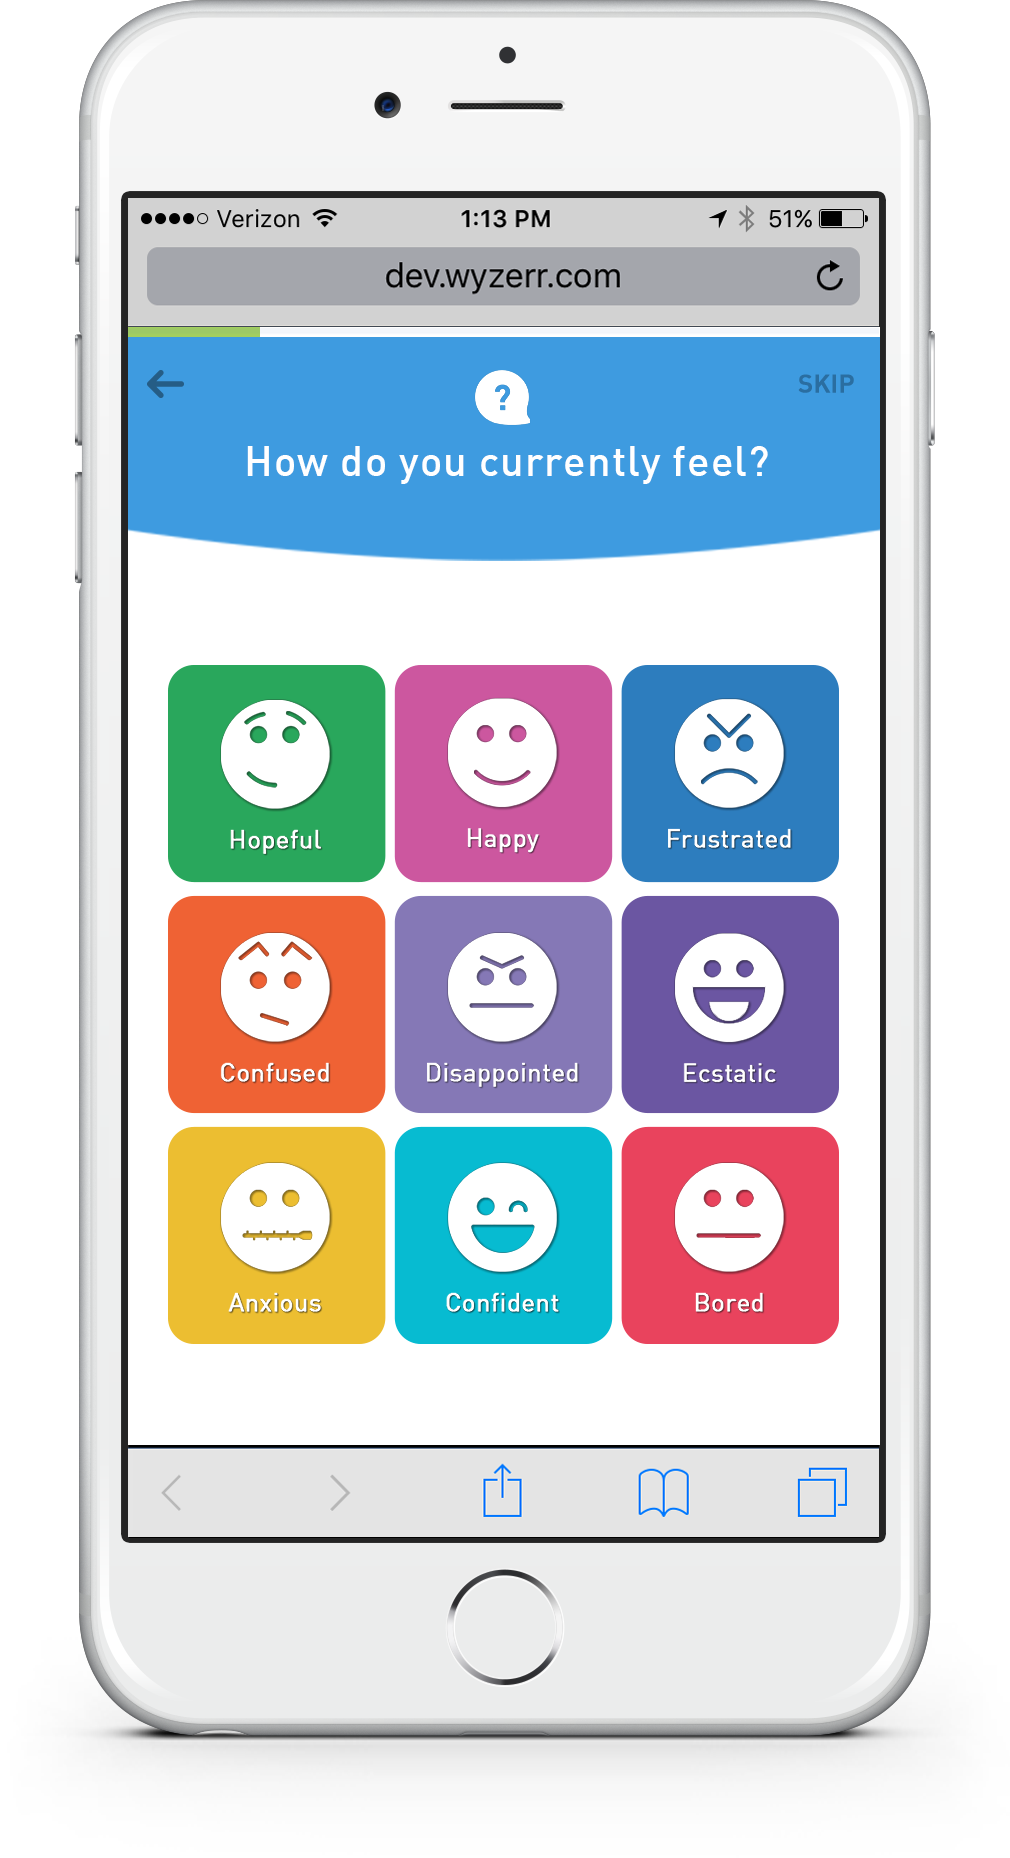 Verizon 1:13 PM 51%
dev.wyzerr.com
?
SKIP
How do you currently feel?
Hopeful Happy Frustrated
Confused Disappointed Ecstatic
Anxious Confident Bored